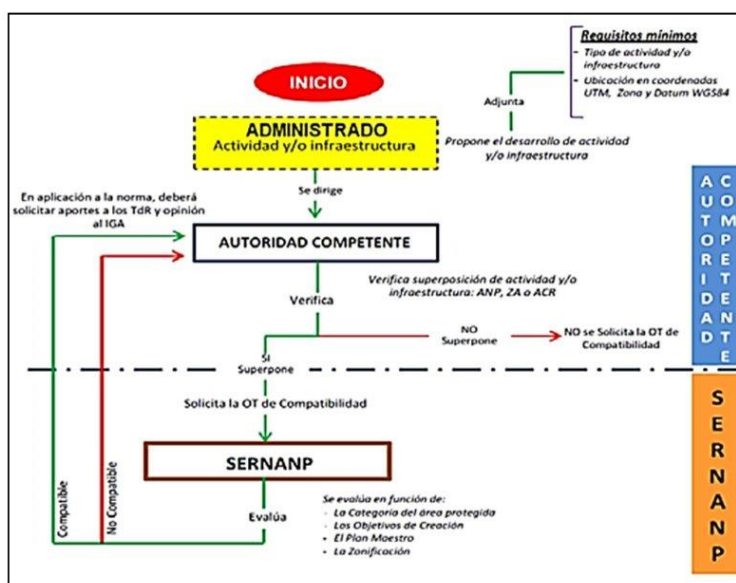 Requisitos mínimos
- Tipo de actividad y/o
infraestructura
- Ubicación en coordenadas
UTM, Zona y Datum WGS84
INICIO
Adjunta
ADMINISTRADO
Actividad y/o infraestructura
Propone el desarrollo de actividad
y/o infraestructura
En aplicación a la norma, deberá
solicitar aportes a los TdR y opinión
al IGA
Se dirige
AUTORIDAD COMPETENTE
Verifica superposición de actividad y/o
infraestructura: ANP, ZA o ACR
Verifica
NO
Superpone
NO se Solicita la OT de
Compatibilidad
SI
Superpone
AUTORIDAD
COMPETENTE
Solicita la OT de Compatibilidad
SERNANP
Evalúa
Se evalúa en función de:
- La Categoría del área protegida
- Los Objetivos de Creación
• El Plan Maestro
• La Zonificación
Compatible
No Compatible
SERNANP